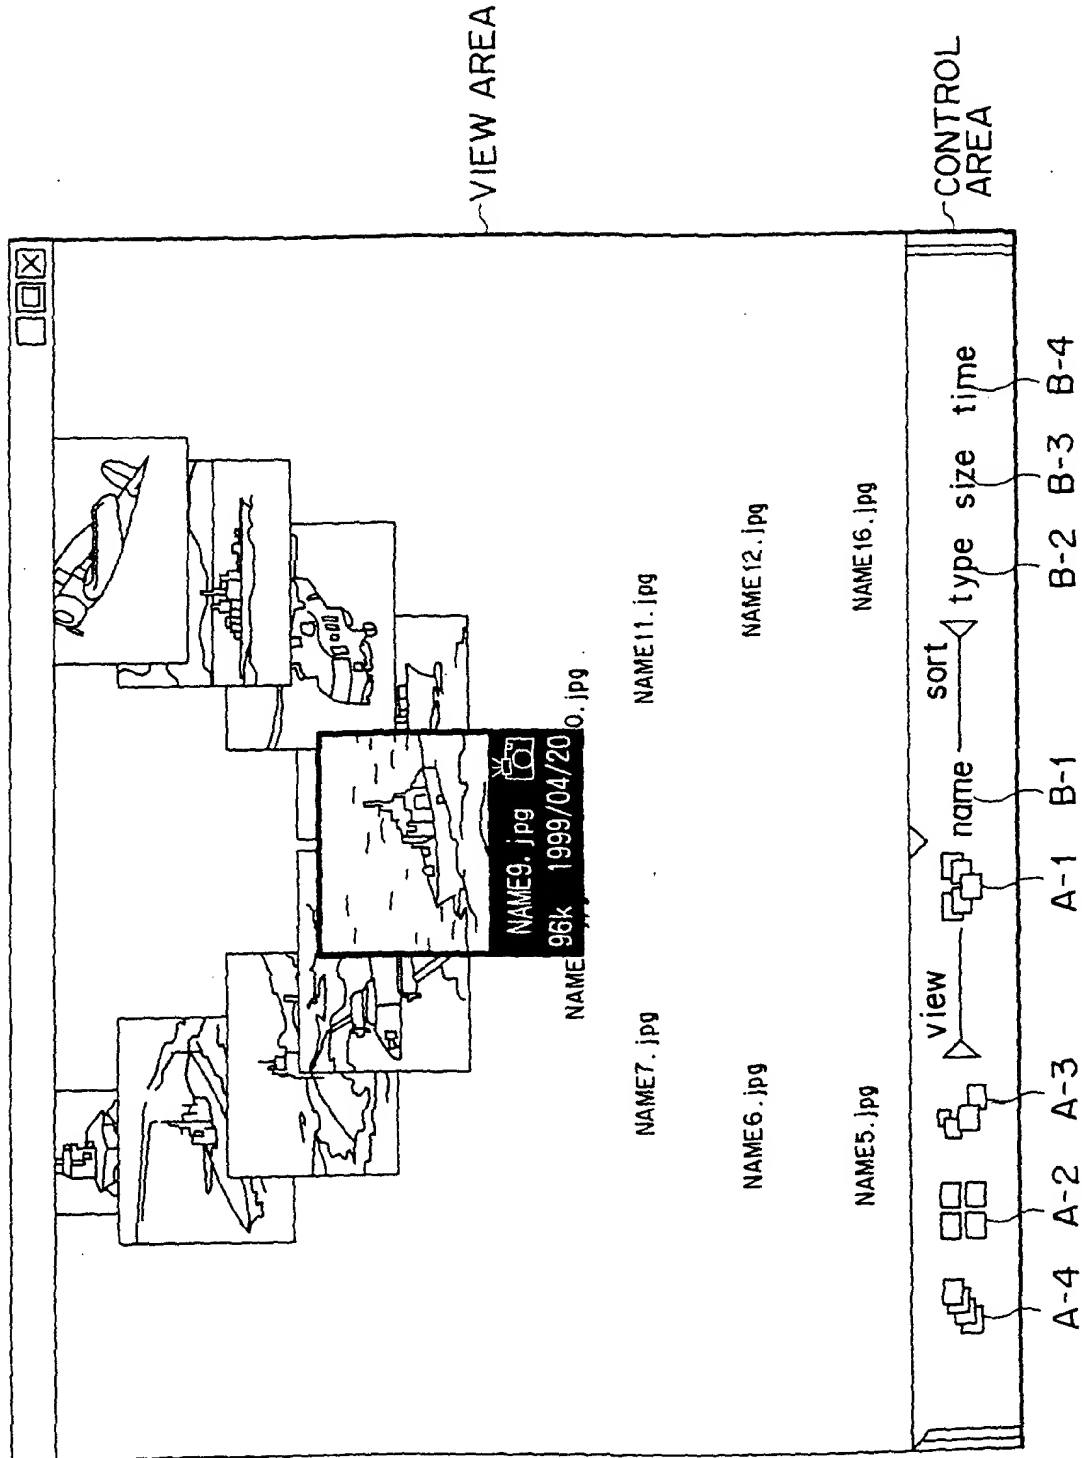 VIEW AREA
NAME9.jpg
96k 1999/04/20
NAME
0.jpg
NAME7.jpg NAME11.jpg
NAME6.jpg NAME12.jpg
NAME5.jpg NAME16.jpg
view sort
CONTROL
AREA
name type size time
A-4 A-2 A-3 A-1 B-1 B-2 B-3 B-4